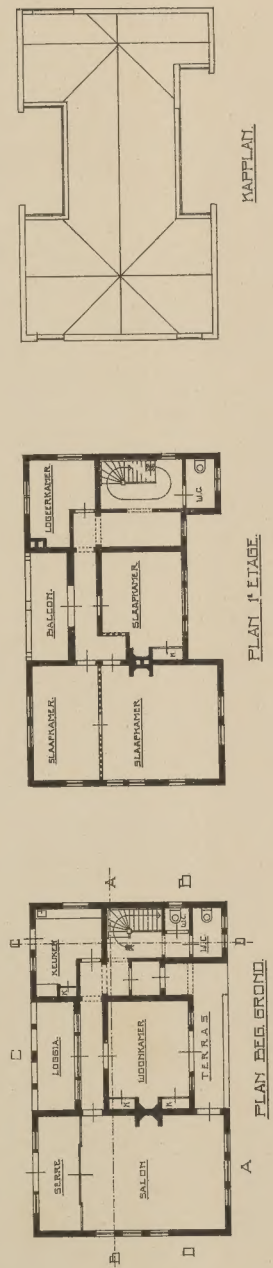 KAPPLAN.
LOGEERKAMER
BALCON.
SLAAPKAMER
SLAAPKAMER
SLAAPKAMER
K
W.C
PLAN 1e ETAGE.
KEUKEN
LOGGIA.
SERRE
WOONKAMER
SALON
TERRAS
K
K
K
W.C
W.C
A
B
C
C
D
D
B
A
PLAN BEG. GROND.